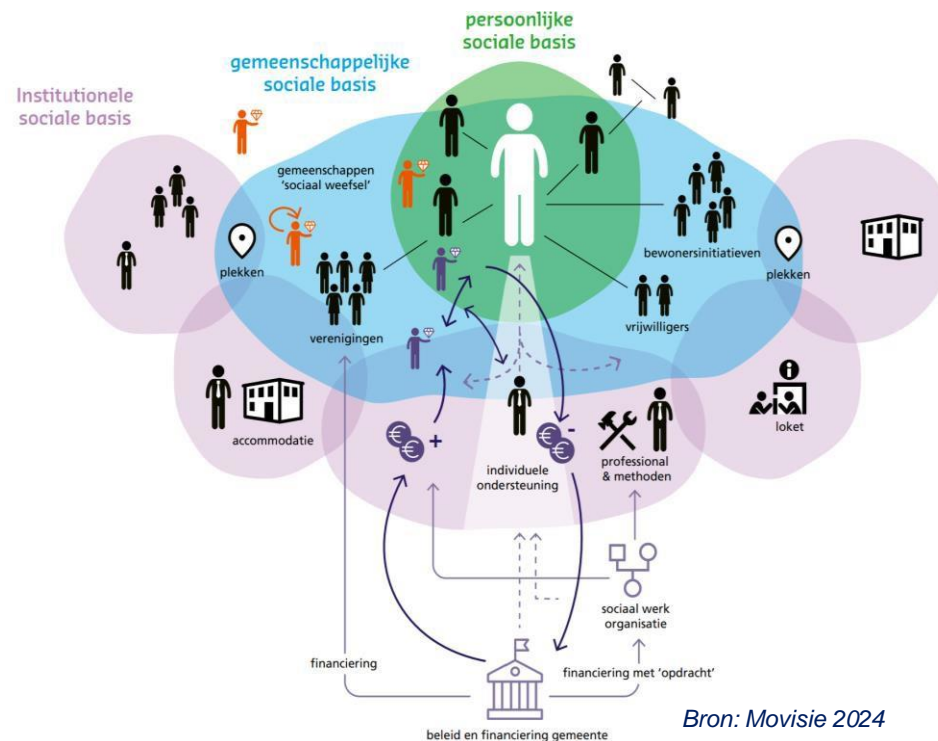 persoonlijke
sociale basis
gemeenschappelijke
sociale basis
Institutionele
sociale basis
gemeenschappen
'sociaal weefsel'
plekken
verenigingen
bewonersinitiatieven
plekken
vrijwilligers
accommodatie
€€ +
€€ -
individuele
ondersteuning
professional
& methoden
i
loket
sociaal werk
organisatie
financiering
financiering met 'opdracht'
beleid en financiering gemeente
Bron: Movisie 2024